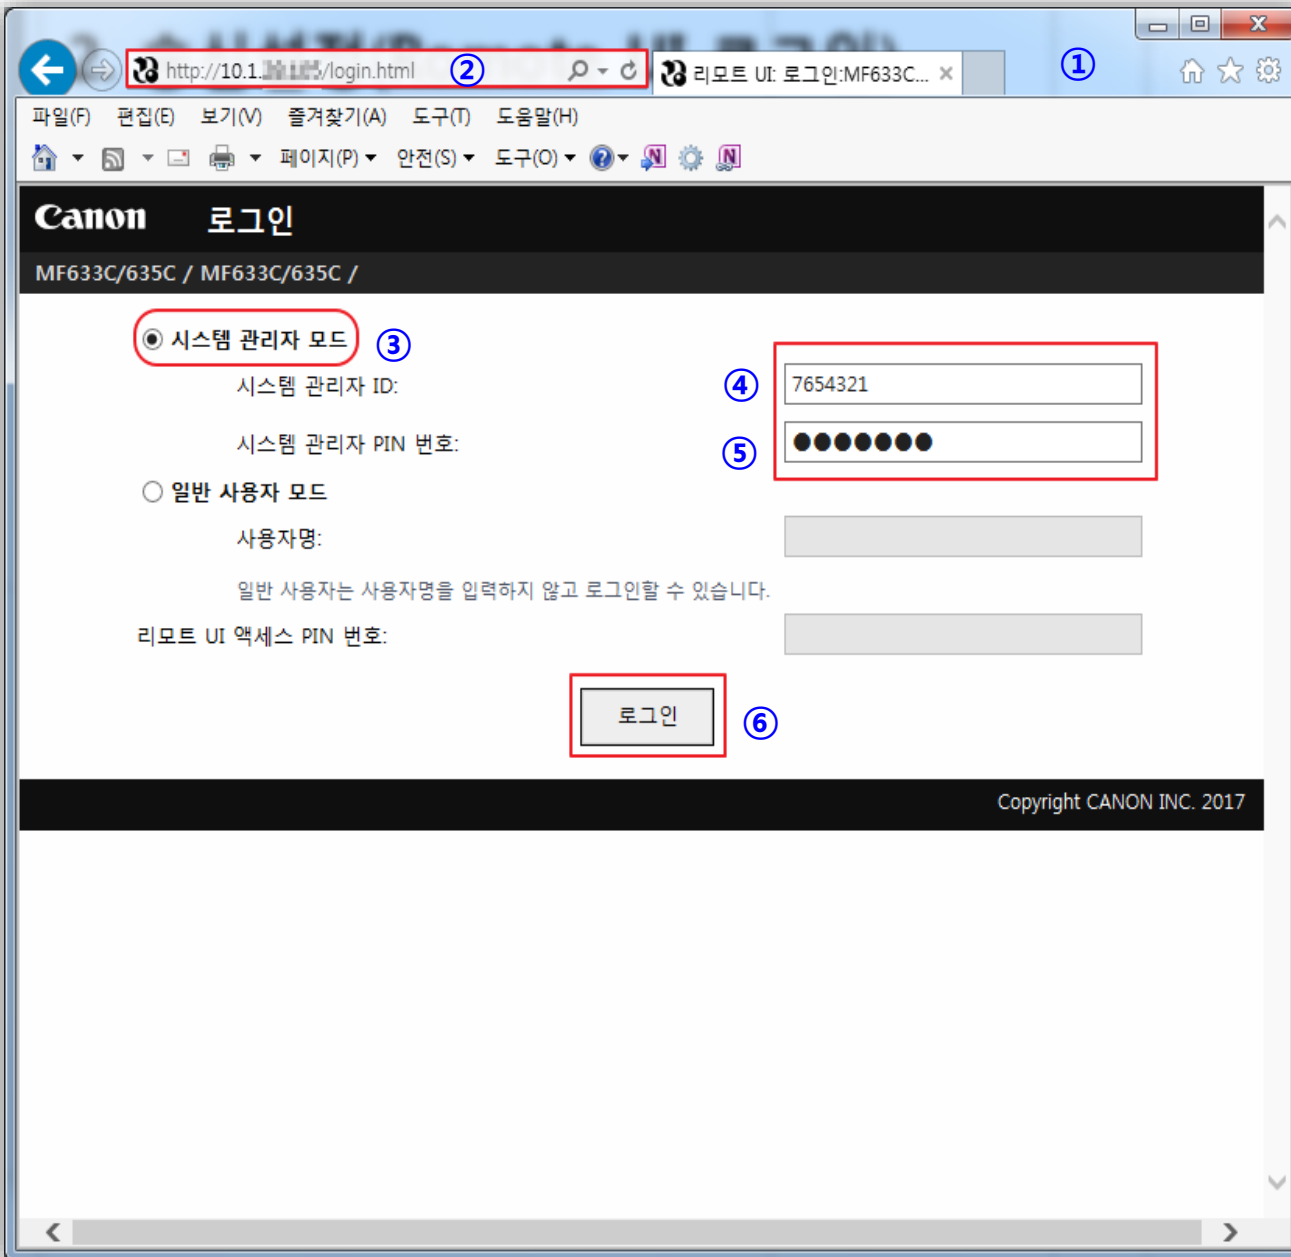 http://10.1./login.html ②
리모트 UI: 로그인:MF633C... ①
파일(F) 편집(E) 보기(V) 즐겨찾기(A) 도구(T) 도움말(H)
페이지(P) 안전(S) 도구(O)
Canon 로그인
MF633C/635C / MF633C/635C /
시스템 관리자 모드 ③
시스템 관리자 ID: ④ 7654321
시스템 관리자 PIN 번호: ⑤ ●●●●●●●
일반 사용자 모드
사용자명:
일반 사용자는 사용자명을 입력하지 않고 로그인할 수 있습니다.
리모트 UI 액세스 PIN 번호:
로그인 ⑥
Copyright CANON INC. 2017